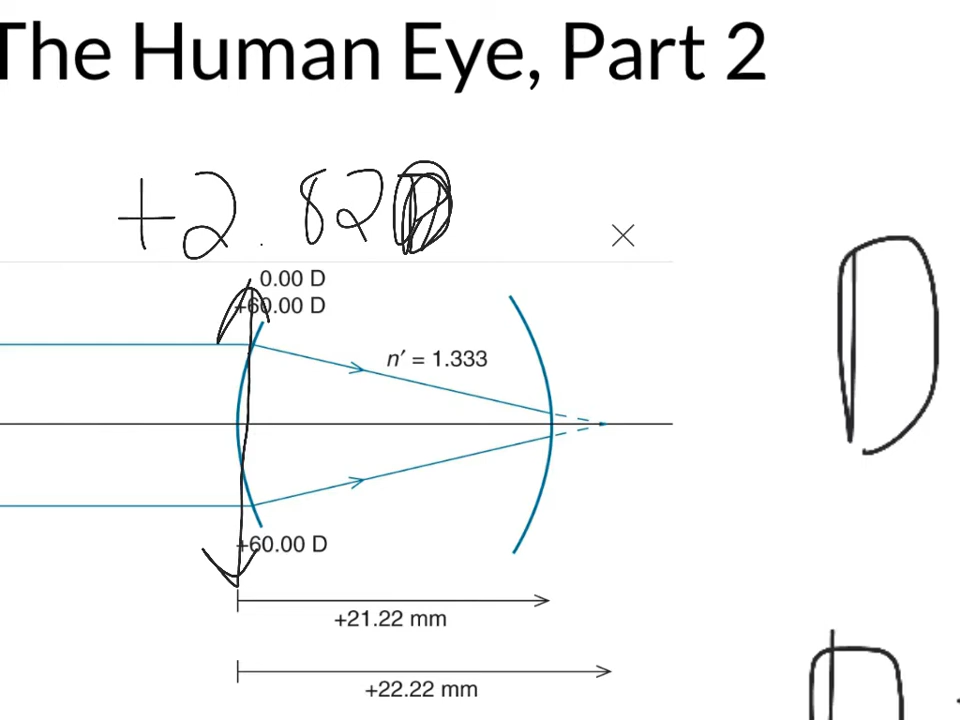 The Human Eye, Part 2
+2.82D
0.00 D
+60.00 D
n′ = 1.333
+60.00 D
+21.22 mm
+22.22 mm